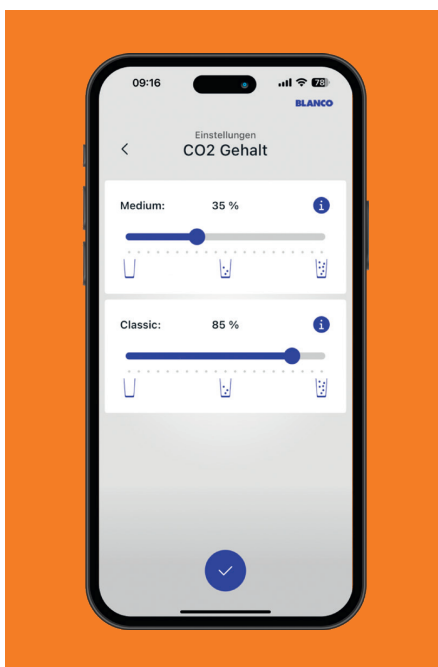 09:16
78
BLANCO
Einstellungen
CO2 Gehalt
Medium: 35 %
i
Classic: 85 %
i